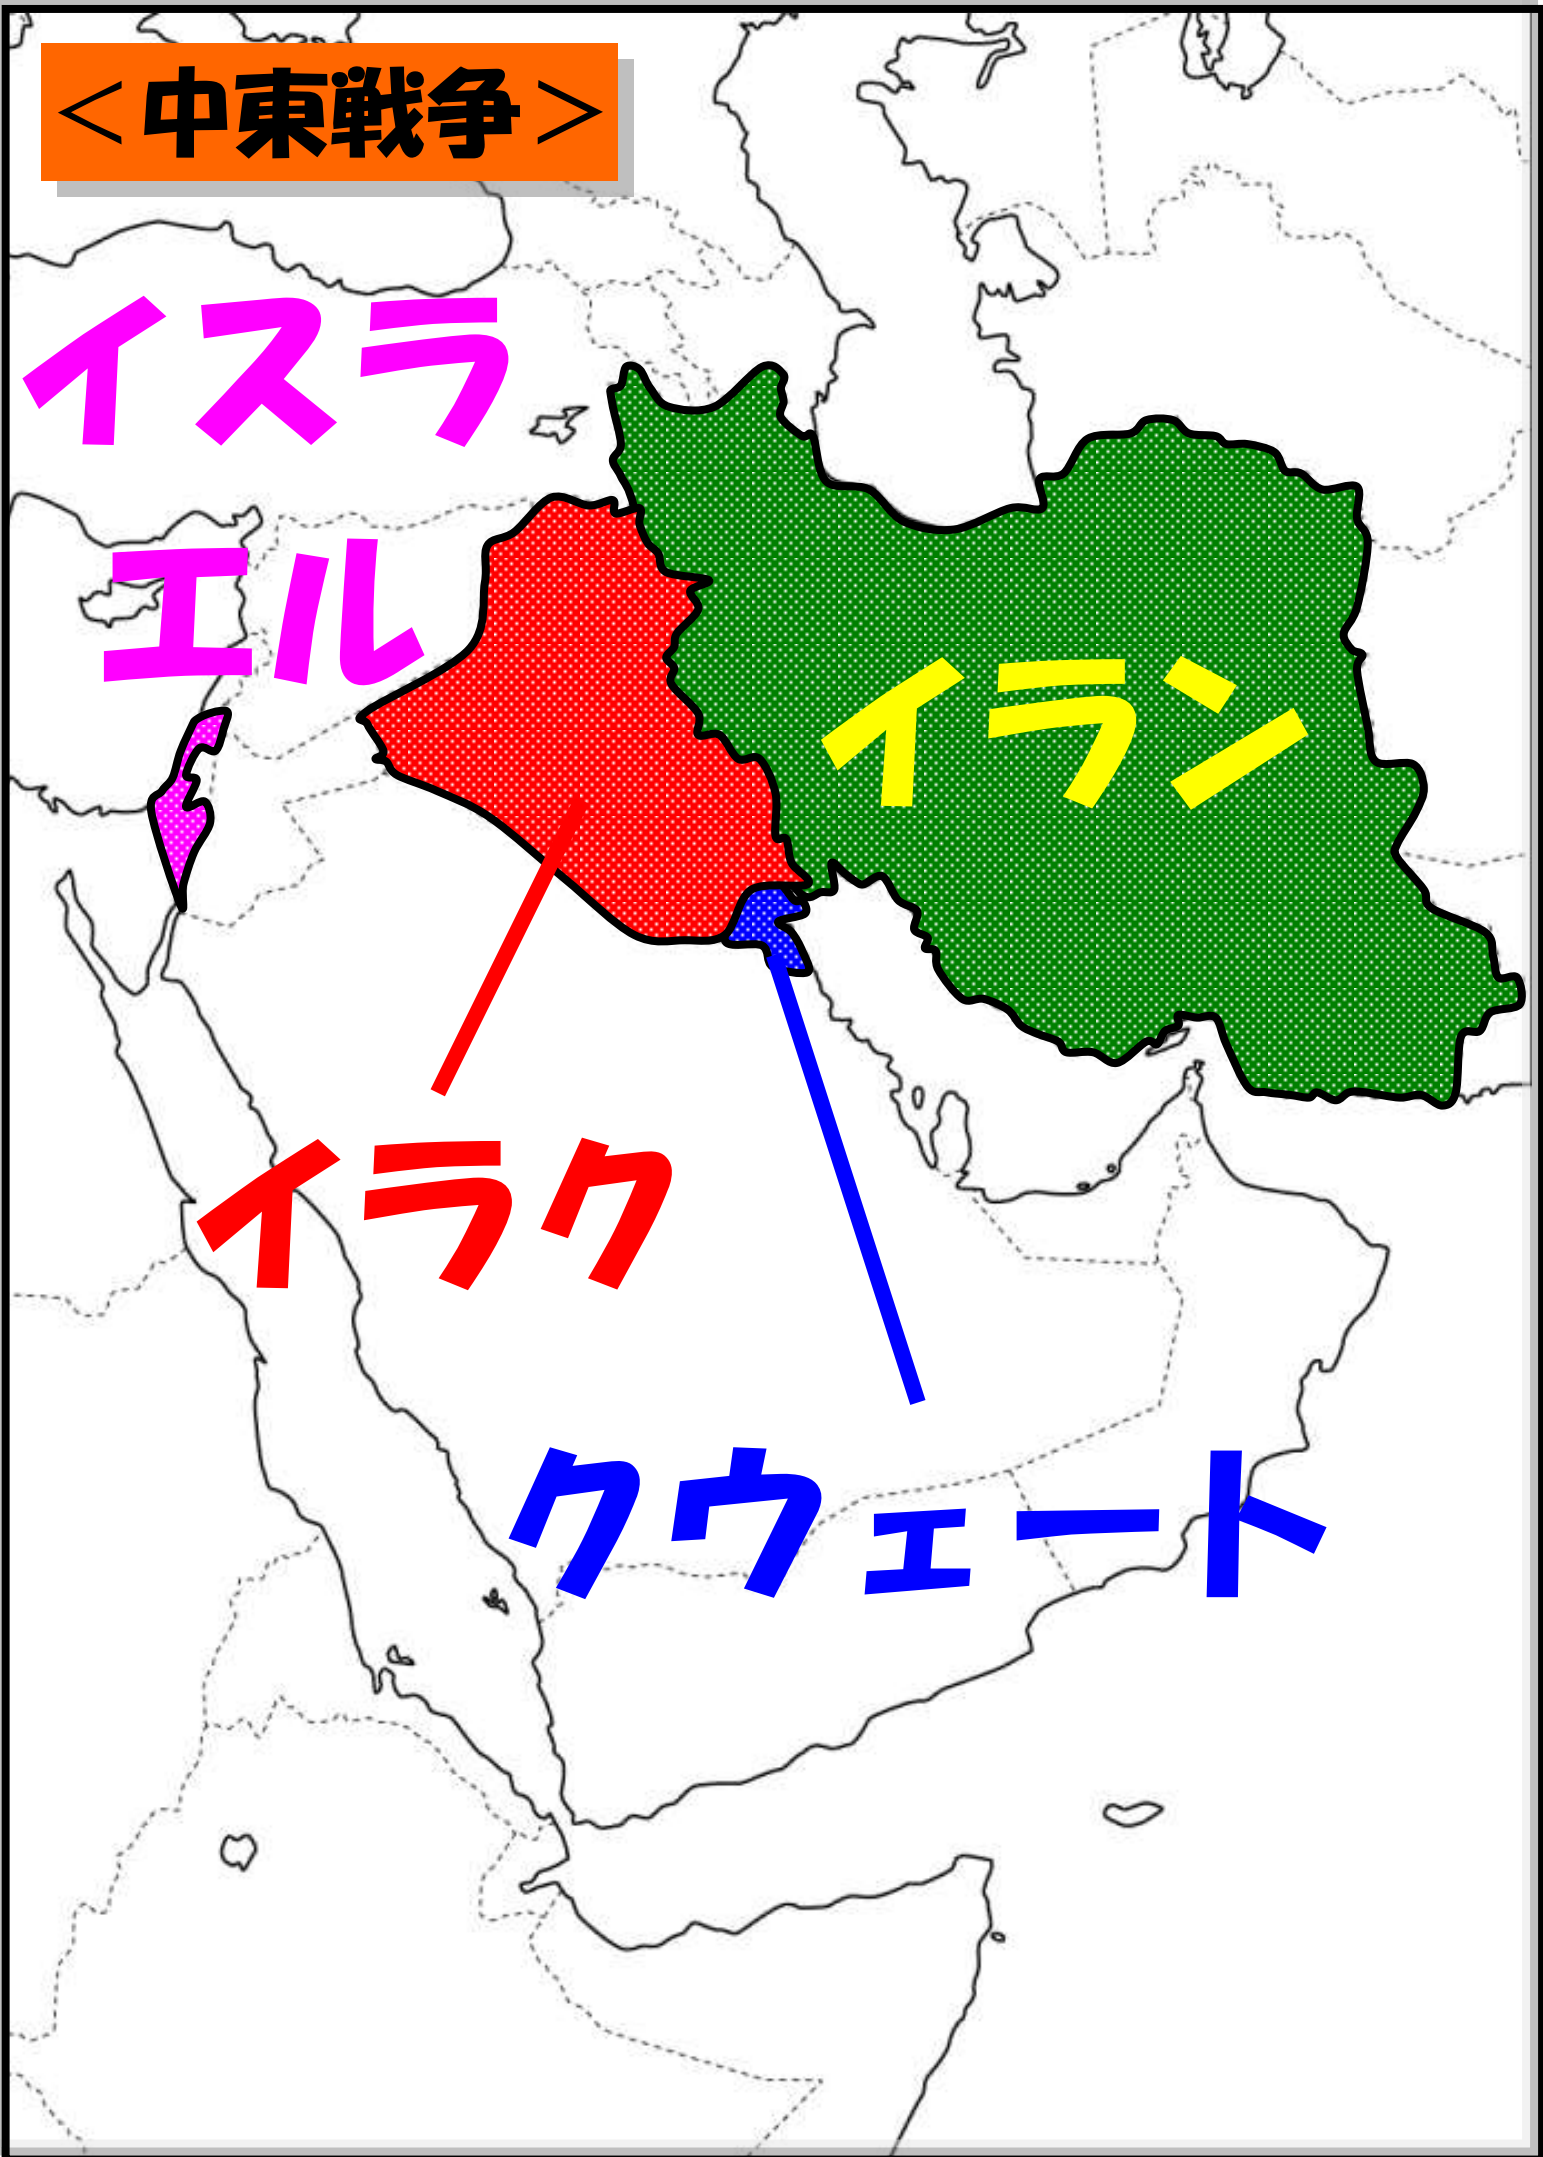 ＜中東戦争＞
イスラ
エル
イラン
イラク
クウェート